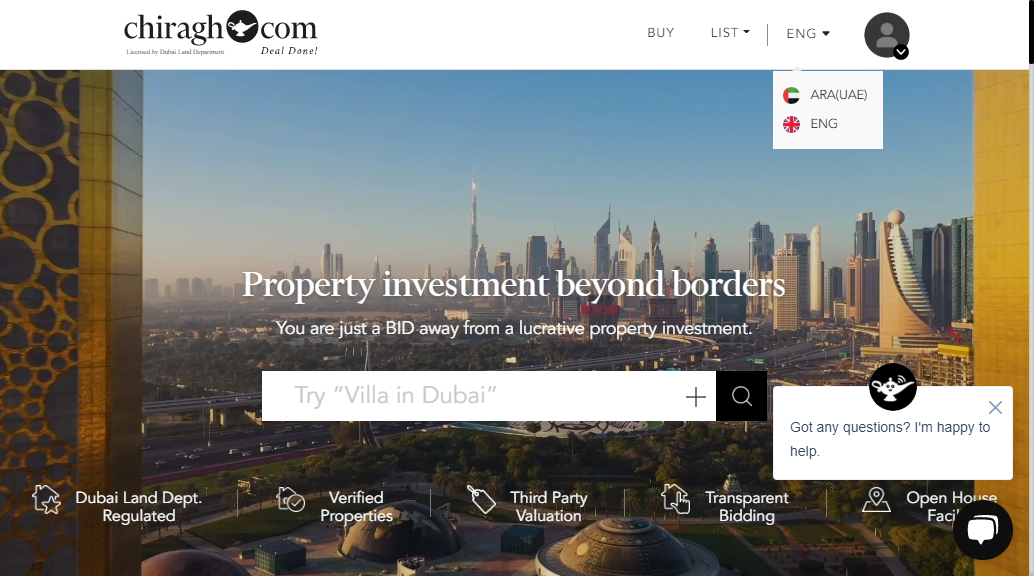 chiragh.com
Licensed by Dubai Land Department
Deal Done!
BUY
LIST
ENG
ARA(UAE)
ENG
Property investment beyond borders
You are just a BID away from a lucrative property investment.
Try “Villa in Dubai”
Got any questions? I'm happy to
help.
Dubai Land Dept.
Regulated
Verified
Properties
Third Party
Valuation
Transparent
Bidding
Open House